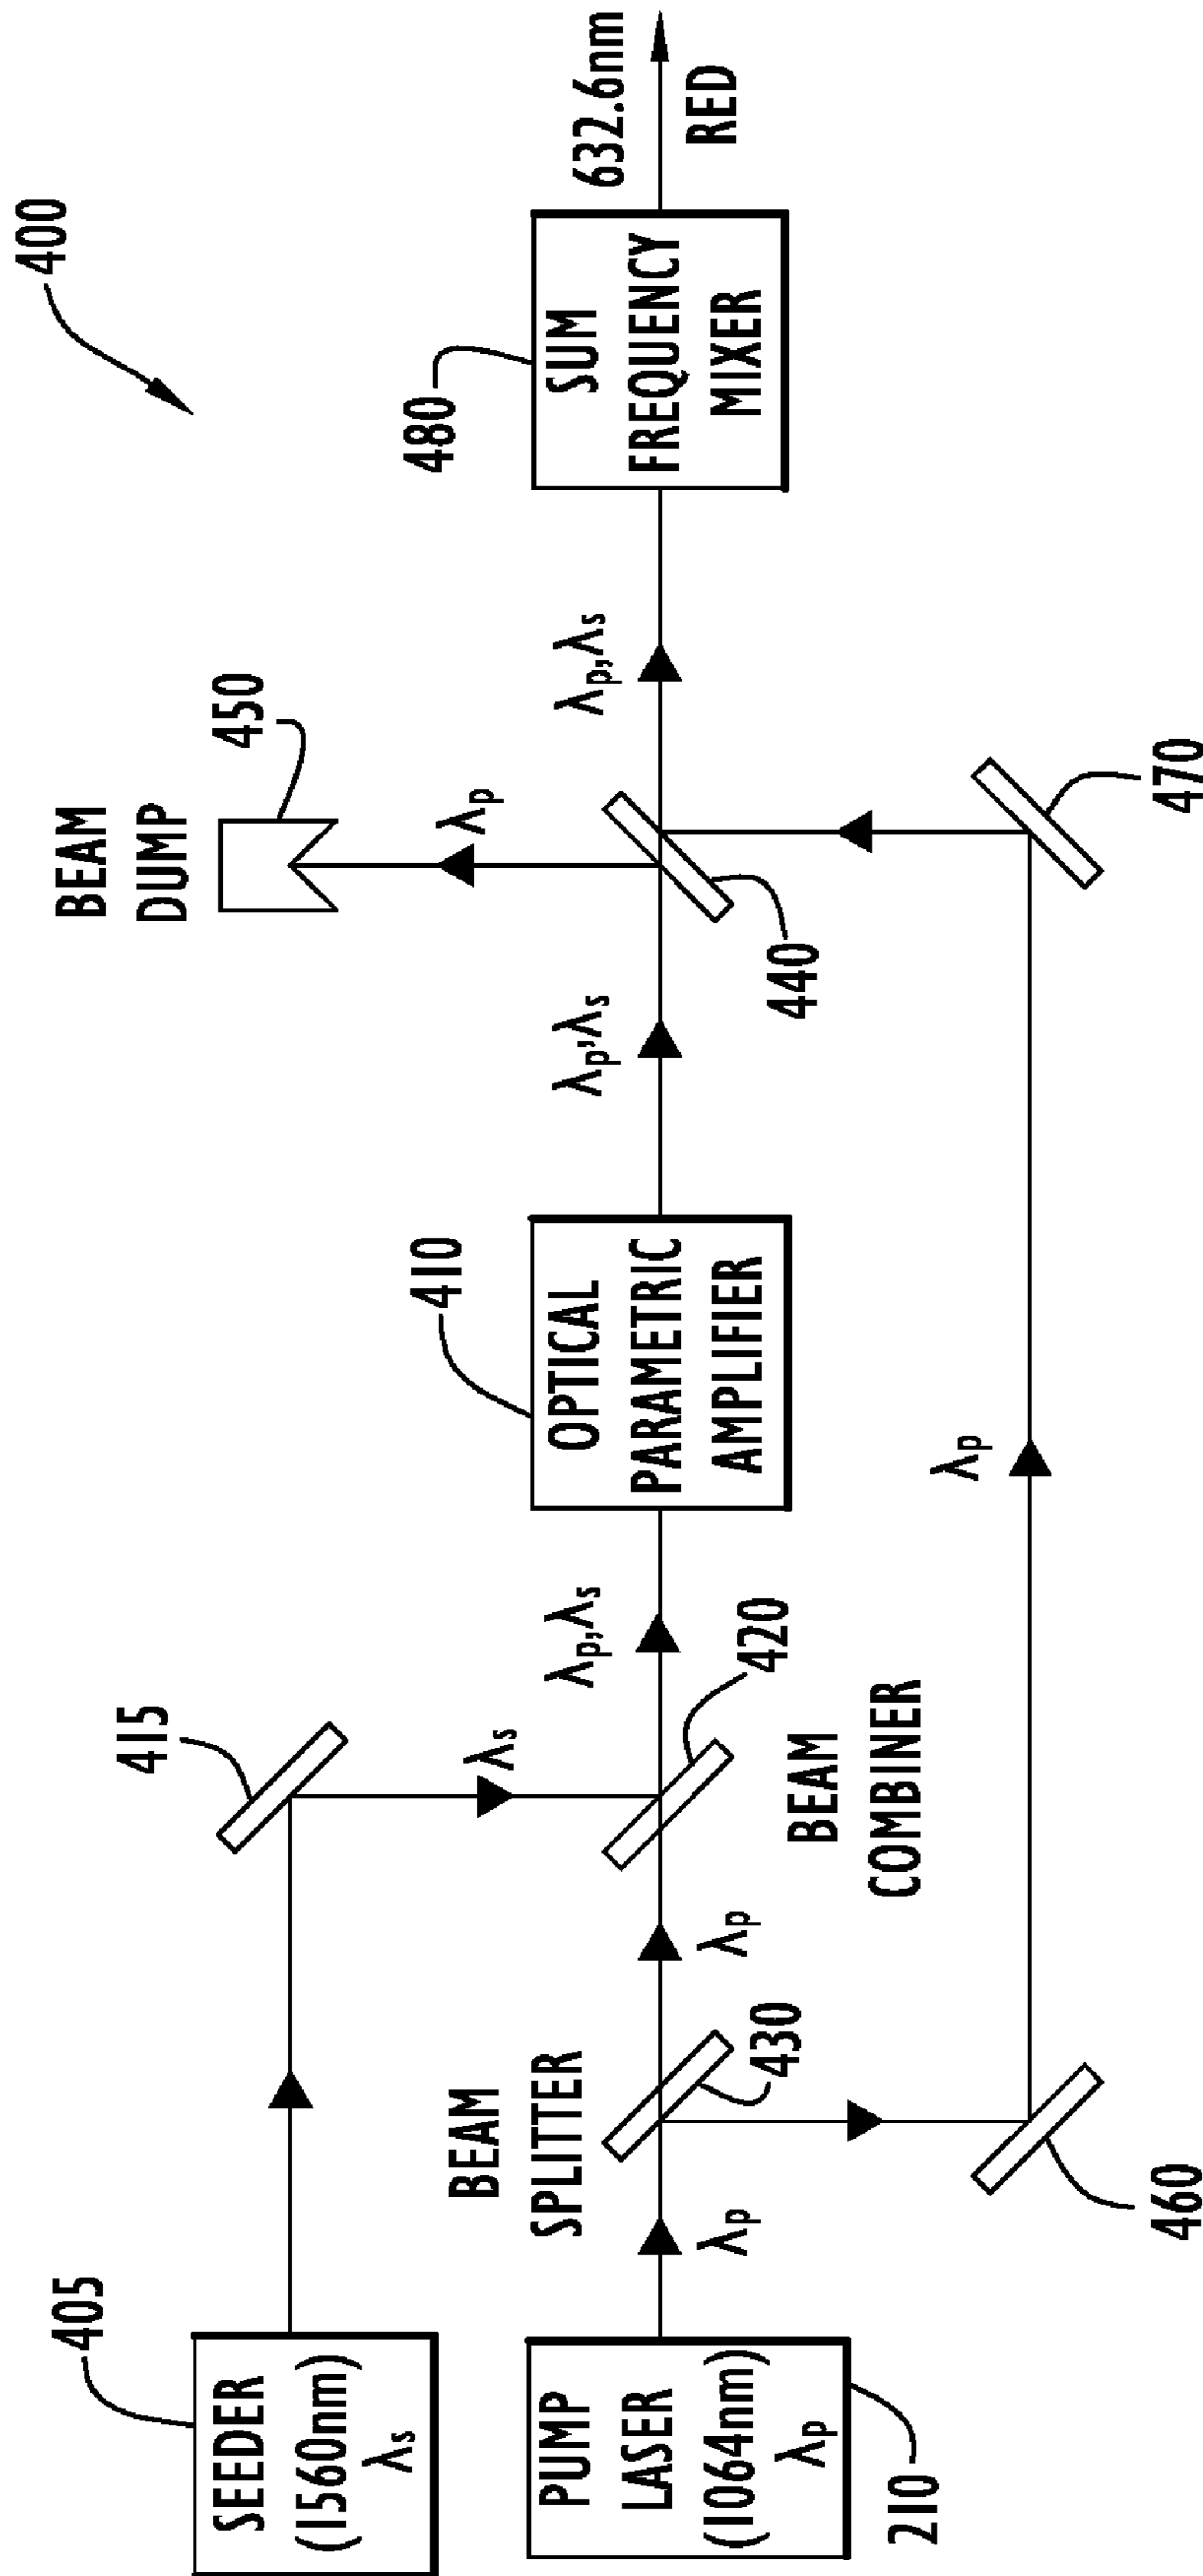 400
BEAM
DUMP
450
λp
SEEDER
(1560nm)
λs
405
415
λs
PUMP
LASER
(1064nm)
λp
210
λp
BEAM
SPLITTER
430
λp
BEAM
COMBINER
420
λp,λs
OPTICAL
PARAMETRIC
AMPLIFIER
410
λp,λs
440
λp,λs
SUM
FREQUENCY
MIXER
480
632.6nm
RED
460
λp
470